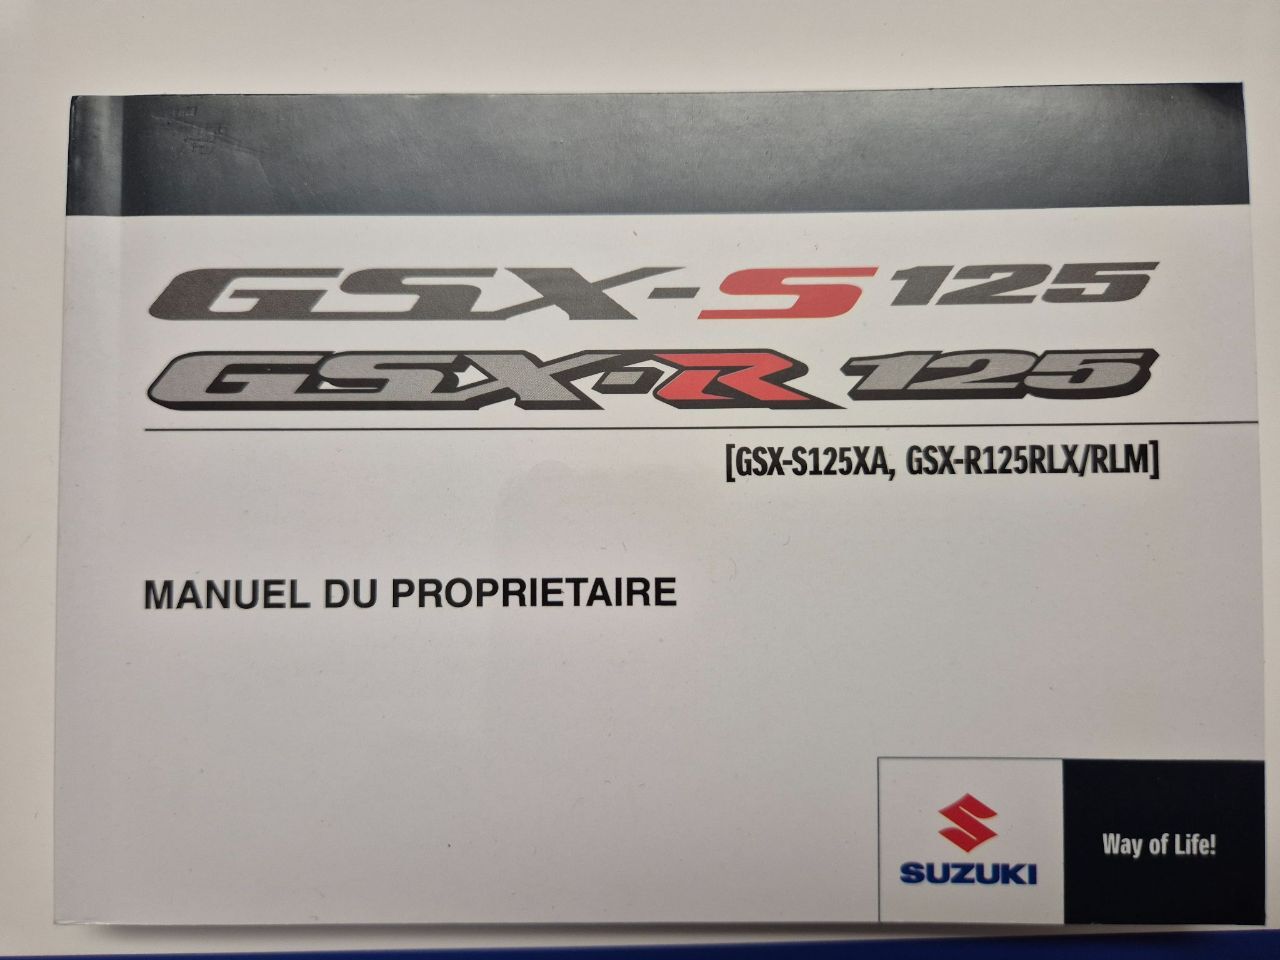 GSX-S125
GSX-R125
[GSX-S125XA, GSX-R125RLX/RLM]
MANUEL DU PROPRIETAIRE
SUZUKI
Way of Life!